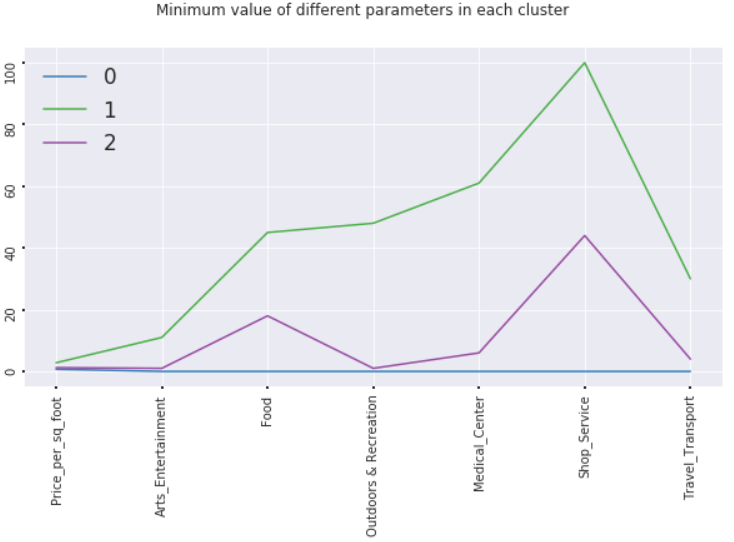 Minimum value of different parameters in each cluster
0
1
2
100
80
60
40
20
0
Price_per_sq_foot
Arts_Entertainment
Food
Outdoors & Recreation
Medical_Center
Shop_Service
Travel_Transport